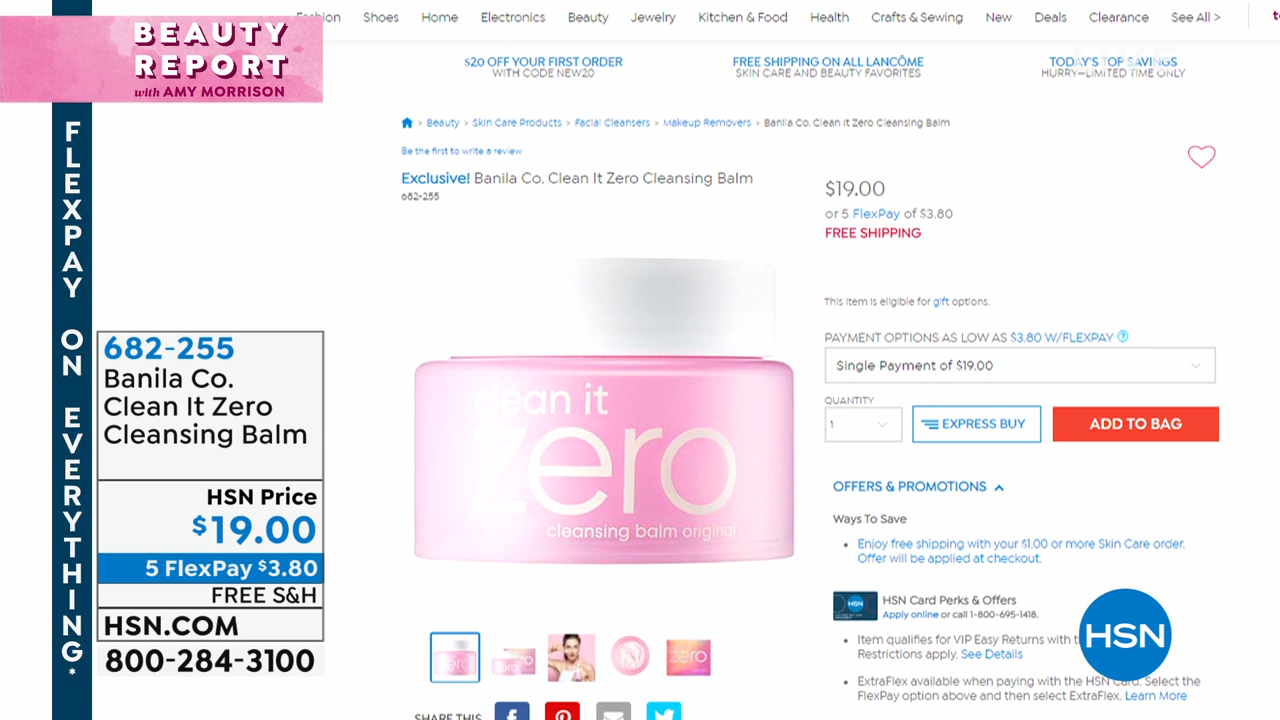 BEAUTY
REPORT
with AMY MORRISON
FLEXPAY ON EVERYTHING*
682-255
Banila Co.
Clean It Zero
Cleansing Balm
HSN Price
$19.00
5 FlexPay $3.80
FREE S&H
HSN.COM
800-284-3100
Fashion Shoes Home Electronics Beauty Jewelry Kitchen & Food Health Crafts & Sewing New Deals Clearance See All >
$20 OFF YOUR FIRST ORDER
WITH CODE NEW20
FREE SHIPPING ON ALL LANCÔME
SKIN CARE AND BEAUTY FAVORITES
TODAY'S TOP SAVINGS
HURRY—LIMITED TIME ONLY
> Beauty > Skin Care Products > Facial Cleansers > Makeup Removers > Banila Co. Clean It Zero Cleansing Balm
Be the first to write a review
Exclusive! Banila Co. Clean It Zero Cleansing Balm
682-255
clean it
zero
cleansing balm original
zero
zero
zero
SHARE THIS
$19.00
or 5 FlexPay of $3.80
FREE SHIPPING
This item is eligible for gift options.
PAYMENT OPTIONS AS LOW AS $3.80 W/FLEXPAY ?
Single Payment of $19.00
QUANTITY
1
EXPRESS BUY
ADD TO BAG
OFFERS & PROMOTIONS
Ways To Save
• Enjoy free shipping with your $1.00 or more Skin Care order.
Offer will be applied at checkout.
HSN
HSN Card Perks & Offers
Apply online or call 1-800-695-1418.
• Item qualifies for VIP Easy Returns with
Restrictions apply. See Details
• ExtraFlex available when paying with the HSN Card. Select the
FlexPay option above and then select ExtraFlex. Learn More
HSN